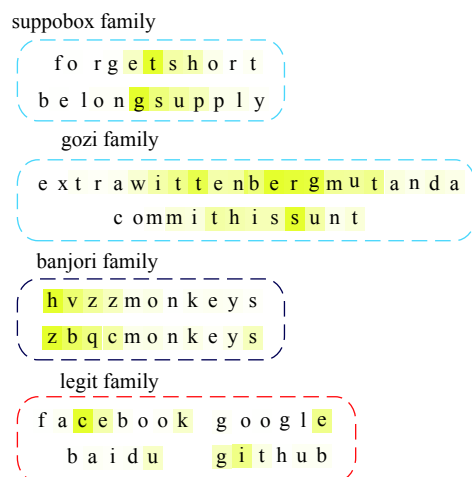 suppobox family
forgetshort
belongsupply
gozi family
extrawittenbergmutanda
commithissunt
banjori family
hvzzmonkeys
zbqcmonkeys
legit family
facebook google
baidu github